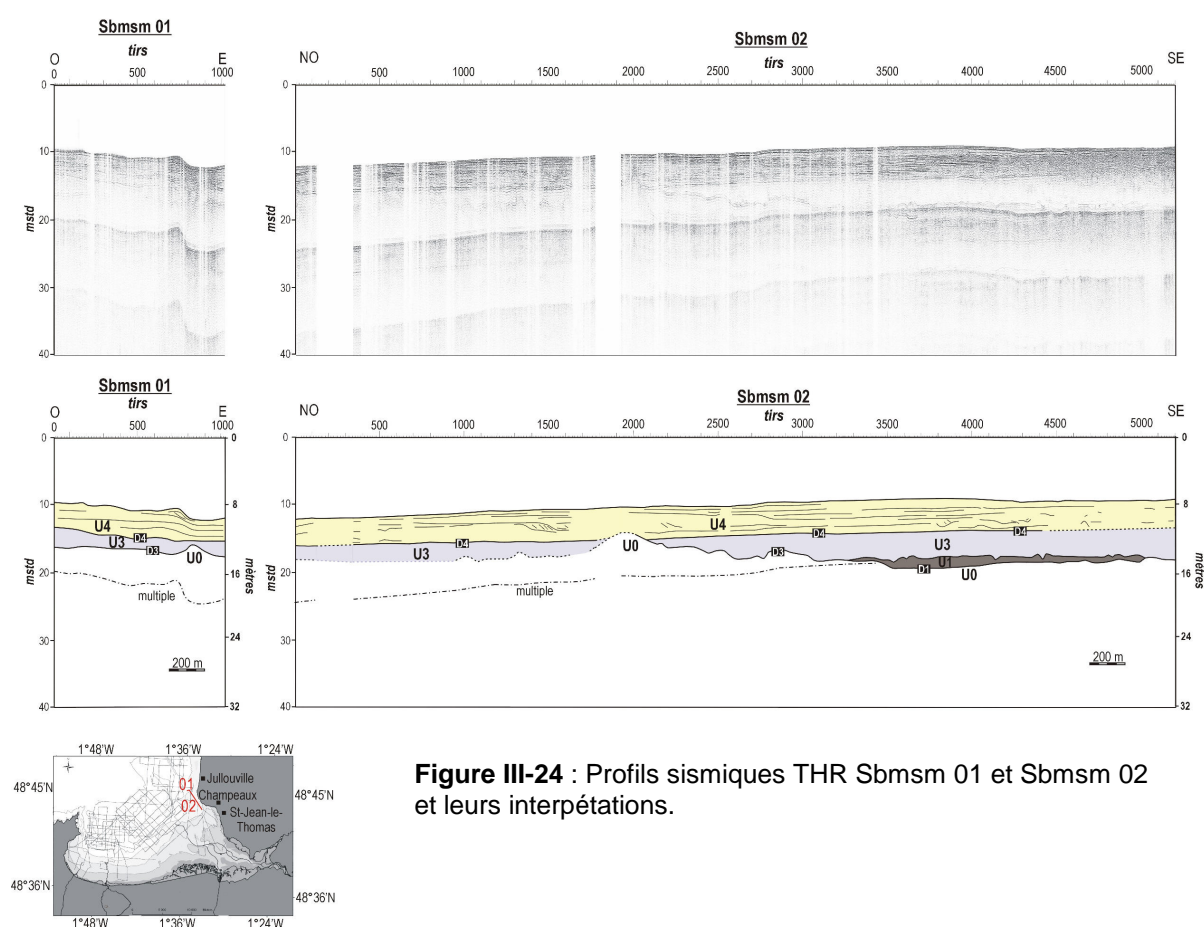 Sbmsm 01
tirs
O E
0 500 1000
Sbmsm 02
tirs
NO SE
500 1000 1500 2000 2500 3000 3500 4000 4500 5000
0
10
20
30
40
mstd
0
10
20
30
40
mstd
Sbmsm 01
tirs
O E
0 500 1000
Sbmsm 02
tirs
NO SE
500 1000 1500 2000 2500 3000 3500 4000 4500 5000
0
10
20
30
40
mstd
0
8
16
24
32
U4
D4
U3
D3
U0
multiple
200 m
0
10
20
30
40
mstd
0
8
16
24
32
mètres
U4
D4 D4 D4
U3 U0 D3 U3
U1
D1 U0
multiple
200 m
1°48'W 1°36'W 1°24'W
48°45'N 48°45'N
01
02
Jullouville
Champeaux
St-Jean-le-
Thomas
48°36'N 48°36'N
1°48'W 1°36'W 1°24'W
Figure III-24 : Profils sismiques THR Sbmsm 01 et Sbmsm 02
et leurs interpétations.